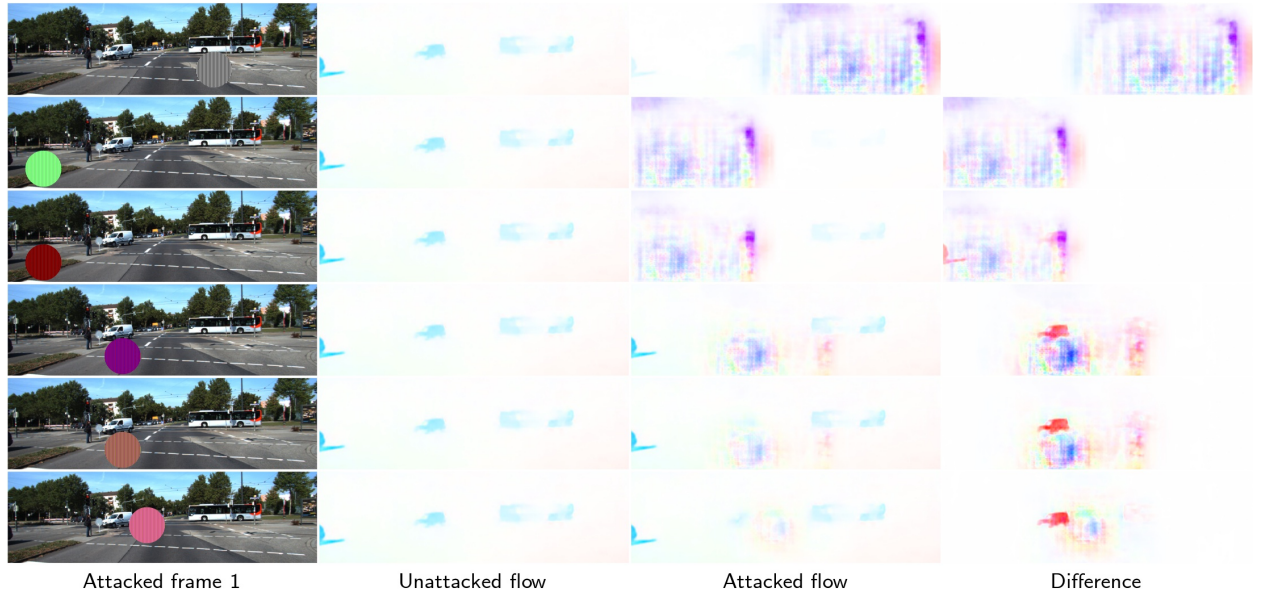 Attacked frame 1
Unattacked flow
Attacked flow
Difference